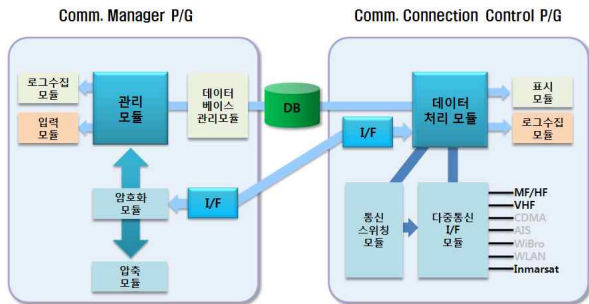 Comm. Manager P/G
Comm. Connection Control P/G
로그수집
모듈
입력
모듈
관리
모듈
데이터
베이스
관리모듈
DB
I/F
데이터
처리 모듈
표시
모듈
로그수집
모듈
암호화
모듈
I/F
압축
모듈
통신
스위칭
모듈
다중통신
I/F
모듈
MF/HF
VHF
CDMA
AIS
WiBro
WLAN
Inmarsat